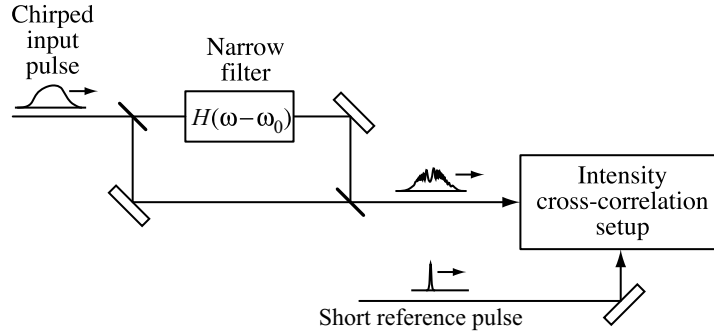 Chirped
input
pulse
Narrow
filter
H(ω−ω₀)
Intensity
cross-correlation
setup
Short reference pulse